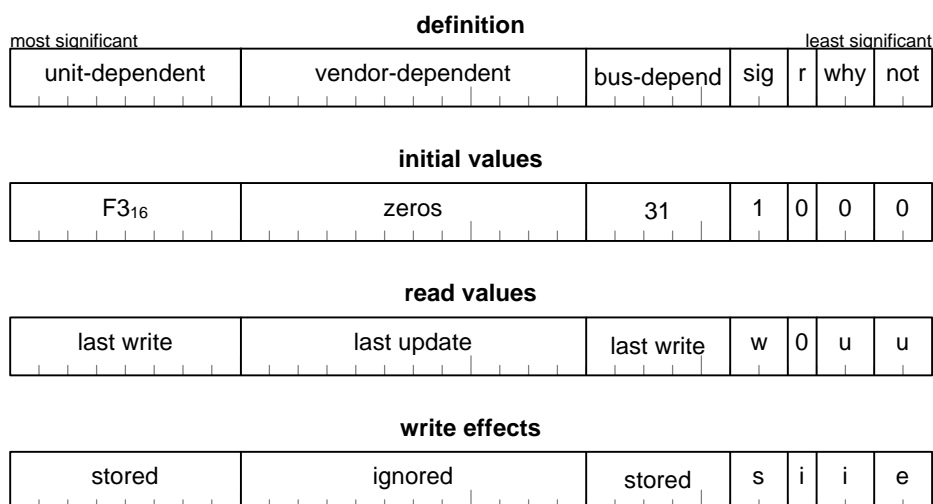 definition
most significant least significant
unit-dependent vendor-dependent bus-depend sig r why not
initial values
F3₁₆ zeros 31 1 0 0 0
read values
last write last update last write w 0 u u
write effects
stored ignored stored s i i e